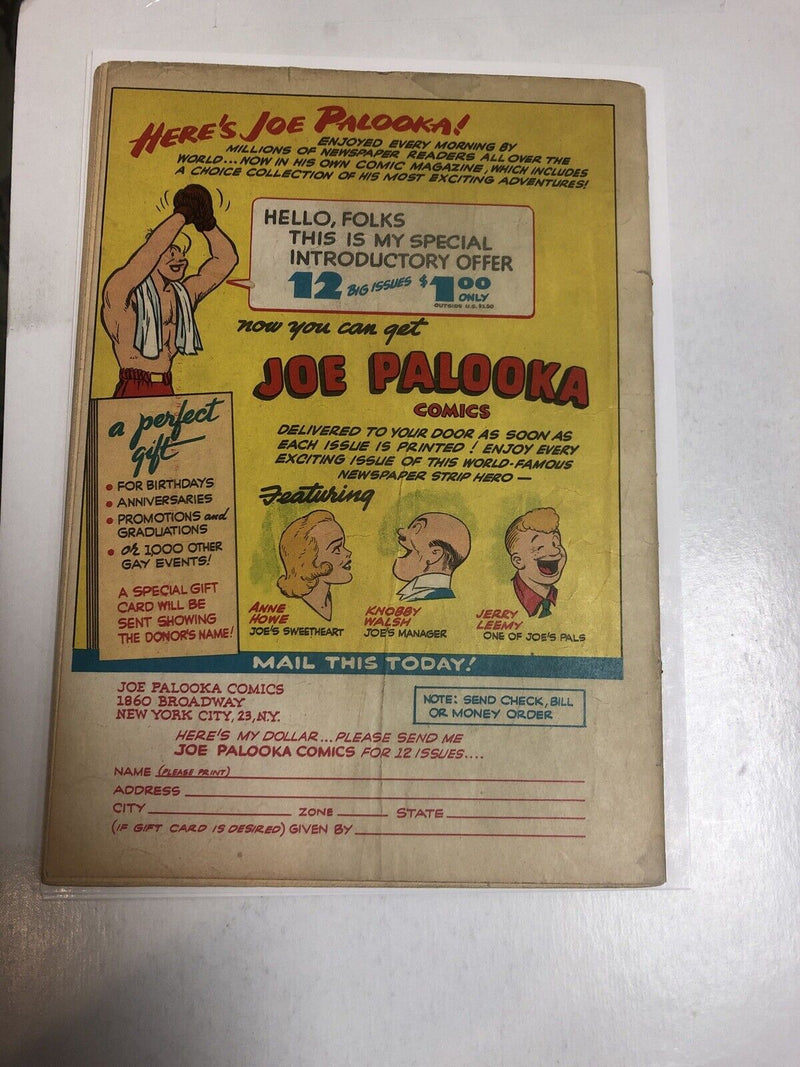 HERE'S JOE PALOOKA!
ENJOYED EVERY MORNING BY
MILLIONS OF NEWSPAPER READERS ALL OVER THE
WORLD... NOW IN HIS OWN COMIC MAGAZINE, WHICH INCLUDES
A CHOICE COLLECTION OF HIS MOST EXCITING ADVENTURES!
HELLO, FOLKS
THIS IS MY SPECIAL
INTRODUCTORY OFFER
12 BIG ISSUES $1.00 ONLY
OUTSIDE U.S. $1.50
now you can get
JOE PALOOKA
COMICS
DELIVERED TO YOUR DOOR AS SOON AS
EACH ISSUE IS PRINTED! ENJOY EVERY
EXCITING ISSUE OF THIS WORLD-FAMOUS
NEWSPAPER STRIP HERO —
Featuring
ANNE
HOWE
JOE'S SWEETHEART
KNOBBY
WALSH
JOE'S MANAGER
JERRY
LEEMY
ONE OF JOE'S PALS
a perfect
gift
• FOR BIRTHDAYS
• ANNIVERSARIES
• PROMOTIONS and
GRADUATIONS
• or 1,000 OTHER
GAY EVENTS!
A SPECIAL GIFT
CARD WILL BE
SENT SHOWING
THE DONOR'S NAME!
MAIL THIS TODAY!
JOE PALOOKA COMICS
1860 BROADWAY
NEW YORK CITY, 23, N.Y.
NOTE: SEND CHECK, BILL
OR MONEY ORDER
HERE'S MY DOLLAR... PLEASE SEND ME
JOE PALOOKA COMICS FOR 12 ISSUES....
NAME (PLEASE PRINT)
ADDRESS
CITY ZONE STATE
(IF GIFT CARD IS DESIRED) GIVEN BY